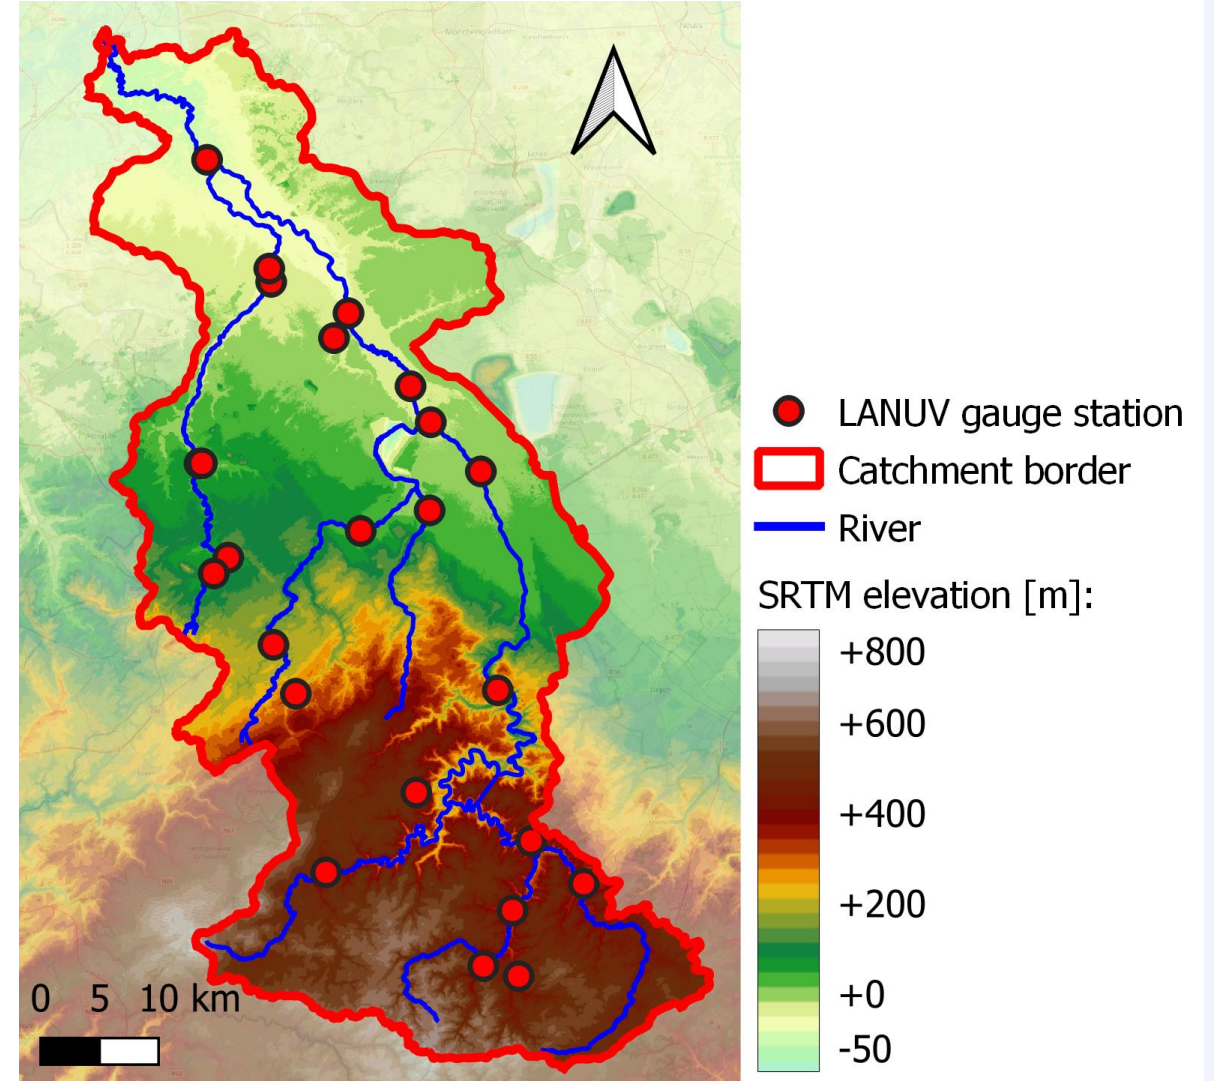 LANUV gauge station
Catchment border
River
SRTM elevation [m]:
+800
+600
+400
+200
+0
-50
0 5 10 km